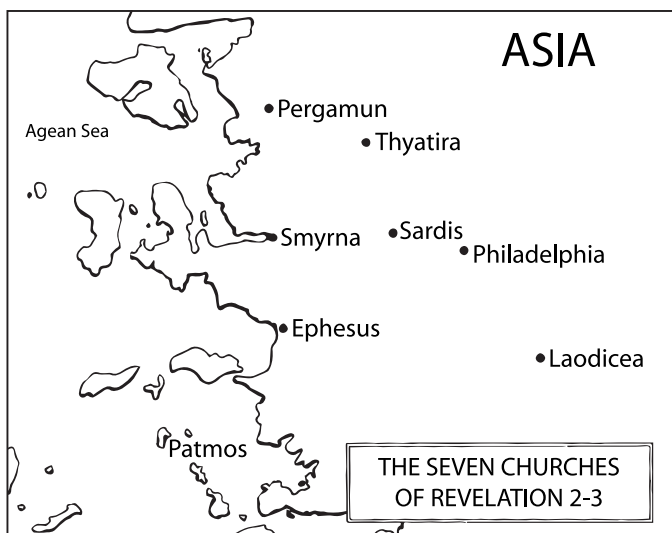 ASIA
Pergamun
Agean Sea
Thyatira
Smyrna
Sardis
Philadelphia
Ephesus
Laodicea
Patmos
THE SEVEN CHURCHES
OF REVELATION 2-3